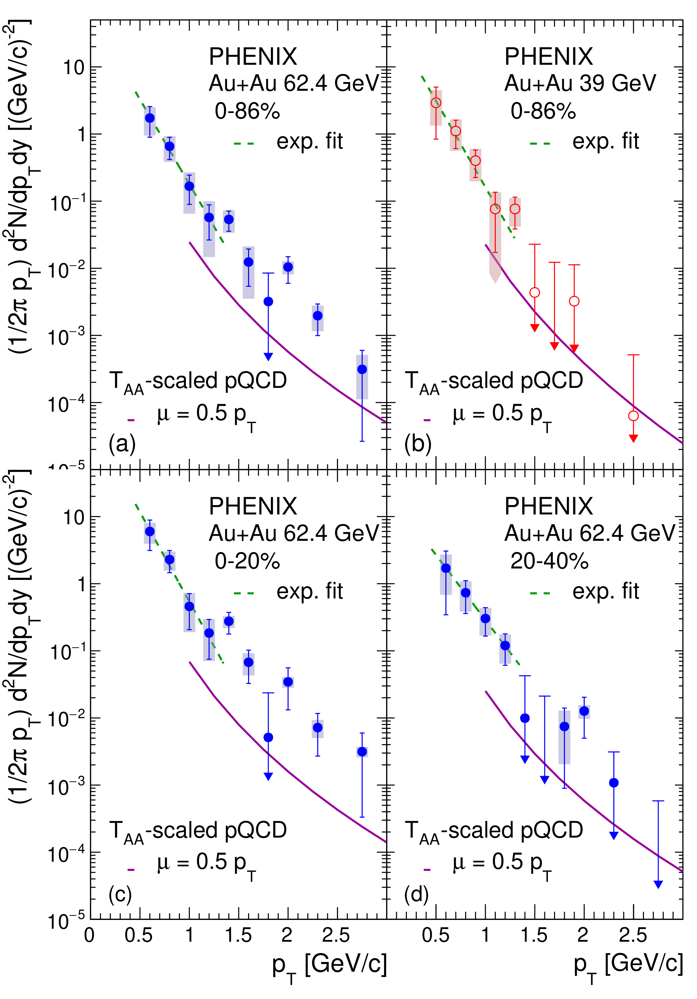 (1/2π p_T) d²N/dp_T dy [(GeV/c)⁻²]
10
1
10⁻¹
10⁻²
10⁻³
10⁻⁴
10⁻⁵
PHENIX
Au+Au 62.4 GeV
0-86%
exp. fit
T_AA-scaled pQCD
μ = 0.5 p_T
(a)
PHENIX
Au+Au 39 GeV
0-86%
exp. fit
T_AA-scaled pQCD
μ = 0.5 p_T
(b)
(1/2π p_T) d²N/dp_T dy [(GeV/c)⁻²]
10
1
10⁻¹
10⁻²
10⁻³
10⁻⁴
10⁻⁵
PHENIX
Au+Au 62.4 GeV
0-20%
exp. fit
T_AA-scaled pQCD
μ = 0.5 p_T
(c)
PHENIX
Au+Au 62.4 GeV
20-40%
exp. fit
T_AA-scaled pQCD
μ = 0.5 p_T
(d)
0 0.5 1 1.5 2 2.5
0.5 1 1.5 2 2.5
p_T [GeV/c]
p_T [GeV/c]